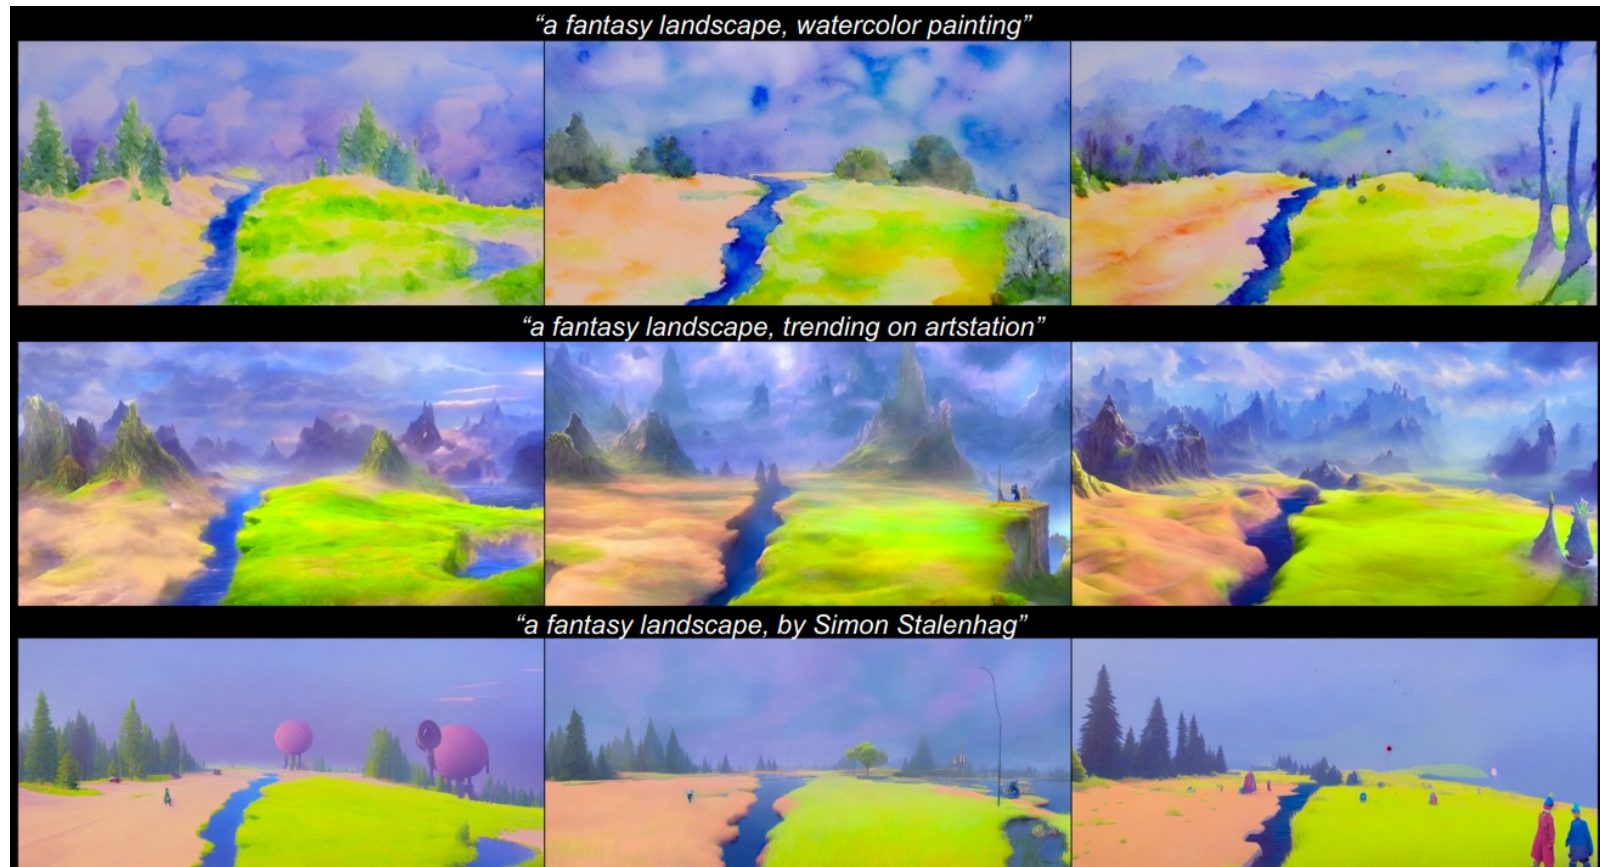 “a fantasy landscape, watercolor painting”
“a fantasy landscape, trending on artstation”
“a fantasy landscape, by Simon Stalenhag”